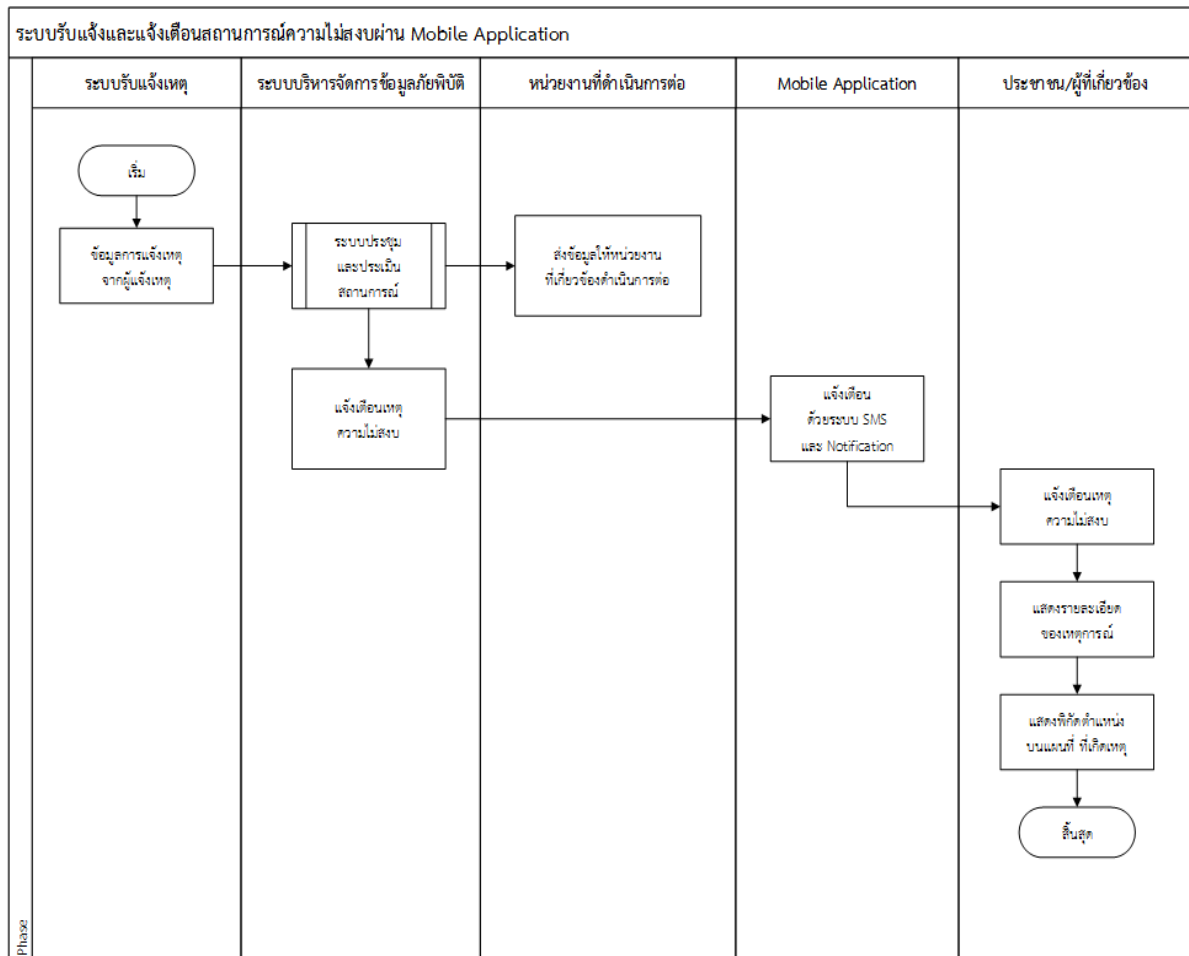 ระบบรับแจ้งและแจ้งเตือนสถานการณ์ความไม่สงบผ่าน Mobile Application
ระบบรับแจ้งเหตุ
ระบบบริหารจัดการข้อมูลภัยพิบัติ
หน่วยงานที่ดำเนินการต่อ
Mobile Application
ประชาชน/ผู้ที่เกี่ยวข้อง
เริ่ม
ข้อมูลการแจ้งเหตุ
จากผู้แจ้งเหตุ
ระบบประชุม
และประเมิน
สถานการณ์
ส่งข้อมูลให้หน่วยงาน
ที่เกี่ยวข้องดำเนินการต่อ
แจ้งเตือนเหตุ
ความไม่สงบ
แจ้งเตือน
ด้วยระบบ SMS
และ Notification
แจ้งเตือนเหตุ
ความไม่สงบ
แสดงรายละเอียด
ของเหตุการณ์
แสดงพิกัดตำแหน่ง
บนแผนที่ ที่เกิดเหตุ
สิ้นสุด
Phase